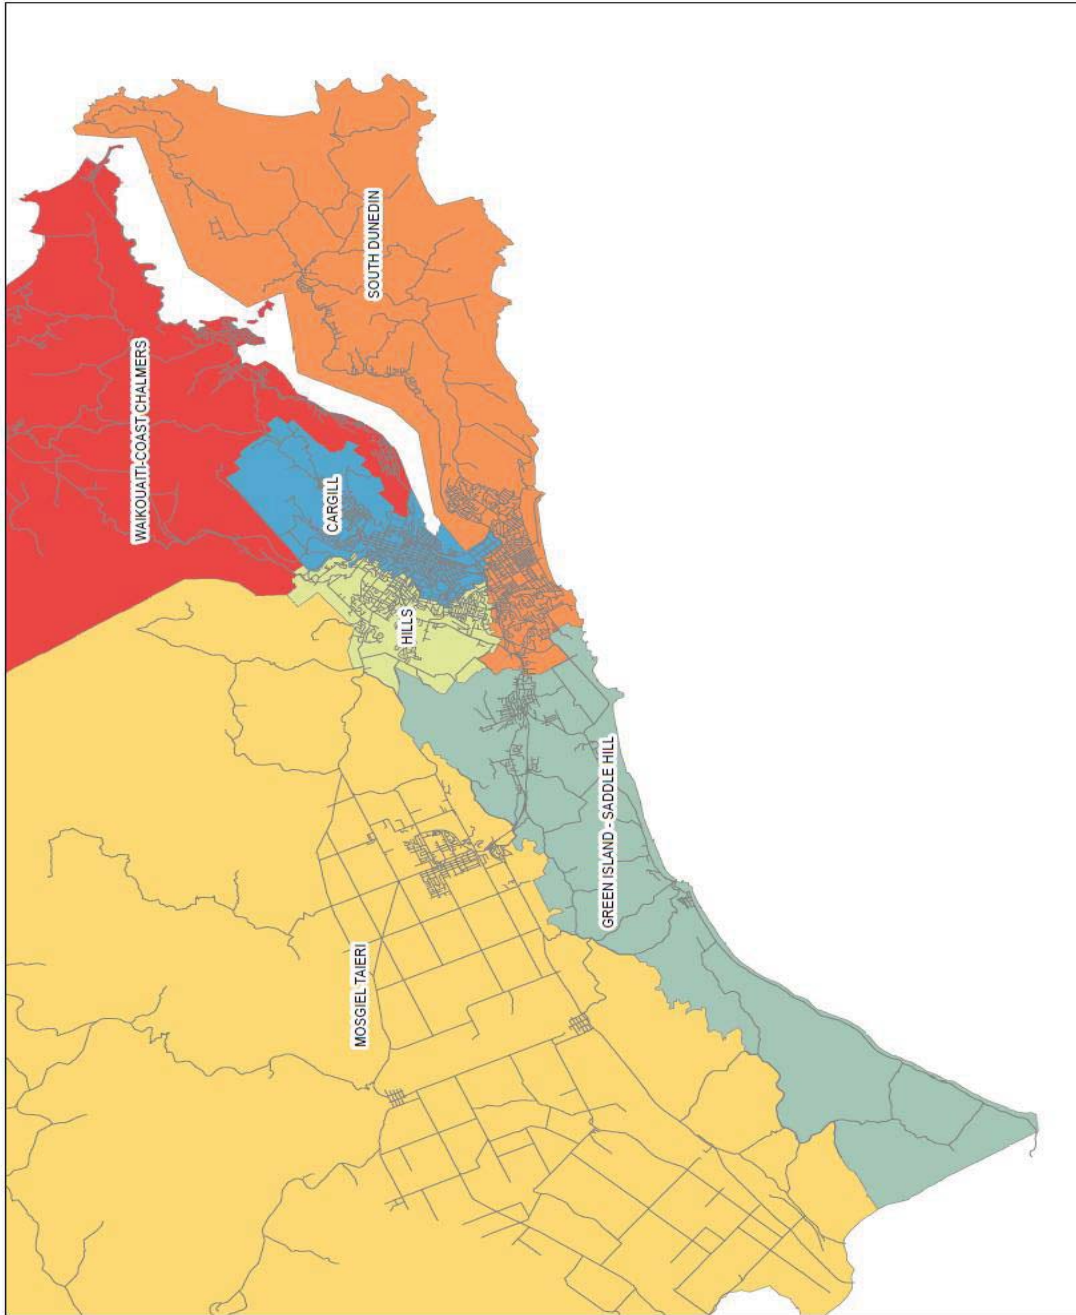 WAIKOUAITI-COAST CHALMERS
SOUTH DUNEDIN
CARGILL
HILLS
MOSGIEL TAIERI
GREEN ISLAND - SADDLE HILL